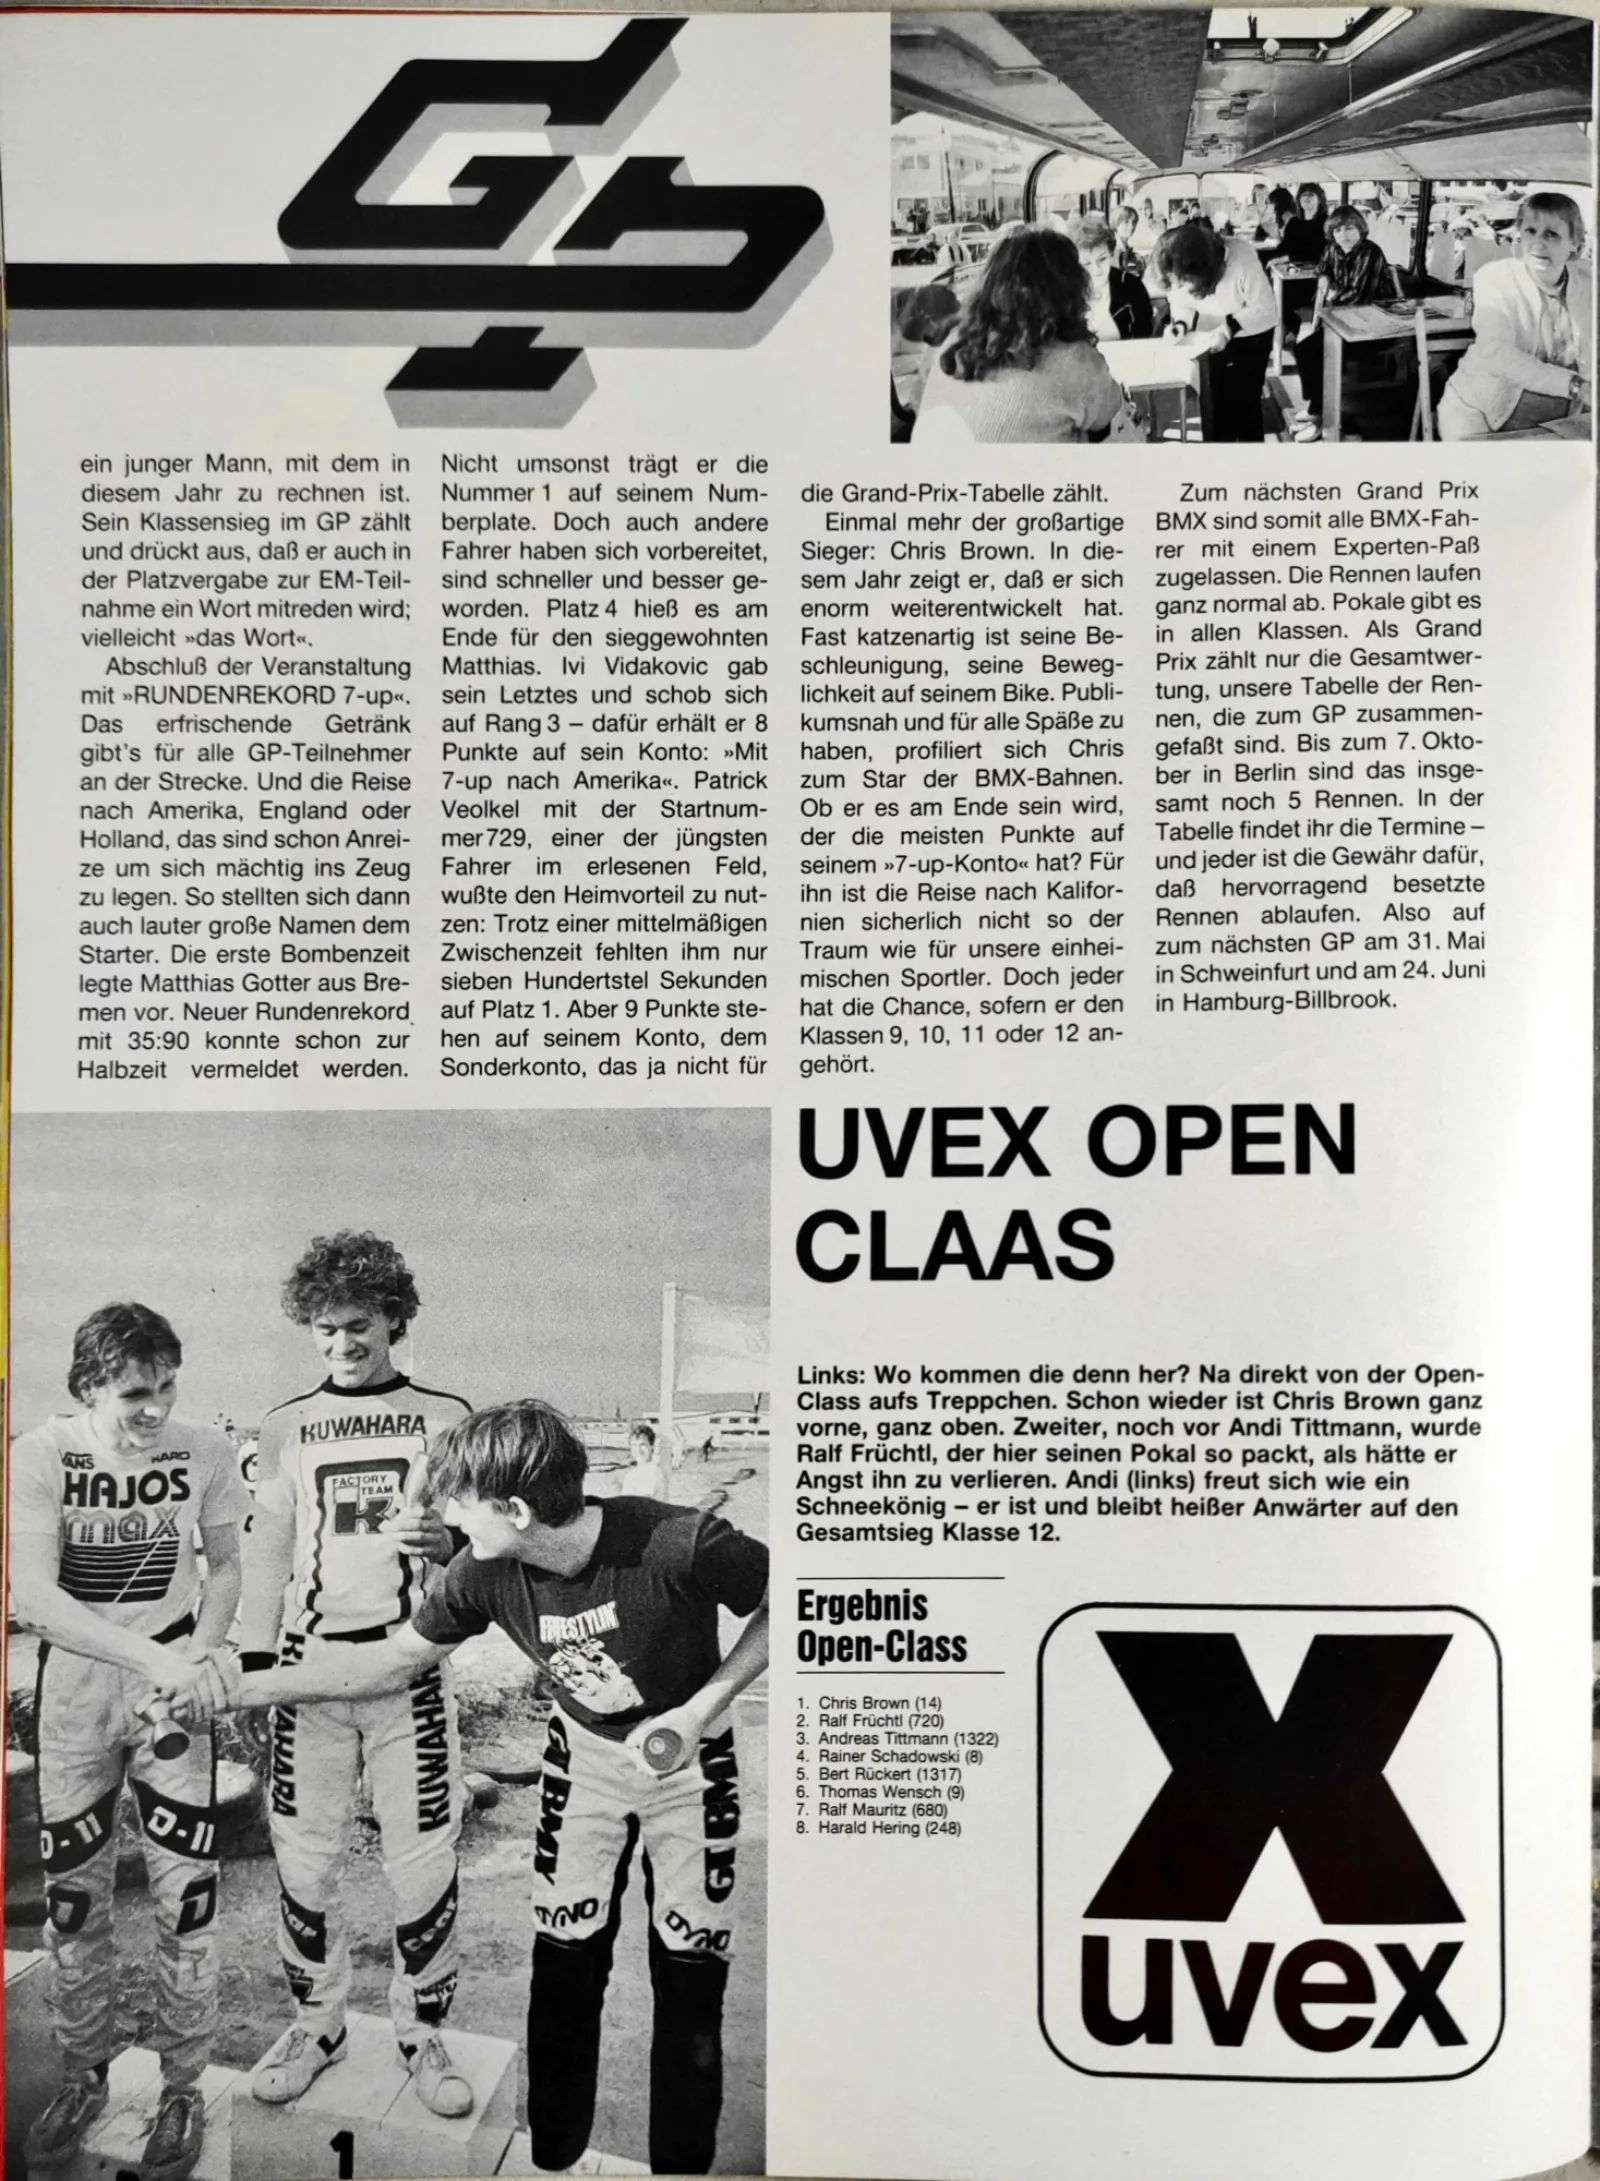 GP
ein junger Mann, mit dem in
diesem Jahr zu rechnen ist.
Sein Klassensieg im GP zählt
und drückt aus, daß er auch in
der Platzvergabe zur EM-Teil-
nahme ein Wort mitreden wird;
vielleicht »das Wort«.
Abschluß der Veranstaltung
mit »RUNDENREKORD 7-up«.
Das erfrischende Getränk
gibt's für alle GP-Teilnehmer
an der Strecke. Und die Reise
nach Amerika, England oder
Holland, das sind schon Anrei-
ze um sich mächtig ins Zeug
zu legen. So stellten sich dann
auch lauter große Namen dem
Starter. Die erste Bombenzeit
legte Matthias Gotter aus Bre-
men vor. Neuer Rundenrekord
mit 35:90 konnte schon zur
Halbzeit vermeldet werden.
Nicht umsonst trägt er die
Nummer 1 auf seinem Num-
berplate. Doch auch andere
Fahrer haben sich vorbereitet,
sind schneller und besser ge-
worden. Platz 4 hieß es am
Ende für den sieggewohnten
Matthias. Ivi Vidakovic gab
sein Letztes und schob sich
auf Rang 3 – dafür erhält er 8
Punkte auf sein Konto: »Mit
7-up nach Amerika«. Patrick
Veolkel mit der Startnum-
mer 729, einer der jüngsten
Fahrer im erlesenen Feld,
wußte den Heimvorteil zu nut-
zen: Trotz einer mittelmäßigen
Zwischenzeit fehlten ihm nur
sieben Hundertstel Sekunden
auf Platz 1. Aber 9 Punkte ste-
hen auf seinem Konto, dem
Sonderkonto, das ja nicht für
die Grand-Prix-Tabelle zählt.
Einmal mehr der großartige
Sieger: Chris Brown. In die-
sem Jahr zeigt er, daß er sich
enorm weiterentwickelt hat.
Fast katzenartig ist seine Be-
schleunigung, seine Beweg-
lichkeit auf seinem Bike. Publi-
kumsnah und für alle Späße zu
haben, profiliert sich Chris
zum Star der BMX-Bahnen.
Ob er es am Ende sein wird,
der die meisten Punkte auf
seinem »7-up-Konto« hat? Für
ihn ist die Reise nach Kalifor-
nien sicherlich nicht so der
Traum wie für unsere einhei-
mischen Sportler. Doch jeder
hat die Chance, sofern er den
Klassen 9, 10, 11 oder 12 an-
gehört.
Zum nächsten Grand Prix
BMX sind somit alle BMX-Fah-
rer mit einem Experten-Paß
zugelassen. Die Rennen laufen
ganz normal ab. Pokale gibt es
in allen Klassen. Als Grand
Prix zählt nur die Gesamtwer-
tung, unsere Tabelle der Ren-
nen, die zum GP zusammen-
gefaßt sind. Bis zum 7. Okto-
ber in Berlin sind das insge-
samt noch 5 Rennen. In der
Tabelle findet ihr die Termine –
und jeder ist die Gewähr dafür,
daß hervorragend besetzte
Rennen ablaufen. Also auf
zum nächsten GP am 31. Mai
in Schweinfurt und am 24. Juni
in Hamburg-Billbrook.
UVEX OPEN
CLAAS
Links: Wo kommen die denn her? Na direkt von der Open-
Class aufs Treppchen. Schon wieder ist Chris Brown ganz
vorne, ganz oben. Zweiter, noch vor Andi Tittmann, wurde
Ralf Früchtl, der hier seinen Pokal so packt, als hätte er
Angst ihn zu verlieren. Andi (links) freut sich wie ein
Schneekönig – er ist und bleibt heißer Anwärter auf den
Gesamtsieg Klasse 12.
Ergebnis
Open-Class
1. Chris Brown (14)
2. Ralf Früchtl (720)
3. Andreas Tittmann (1322)
4. Rainer Schadowski (8)
5. Bert Rückert (1317)
6. Thomas Wensch (9)
7. Ralf Mauritz (680)
8. Harald Hering (248)
X
uvex
VANS HARO
HAJOS
max
D-11 D-11
KUWAHARA
FACTORY
TEAM
K
KUWAHARA
KUWAHARA
FREESTYLIN'
GT BMX
GT BMX
DYNO
DYNO
1